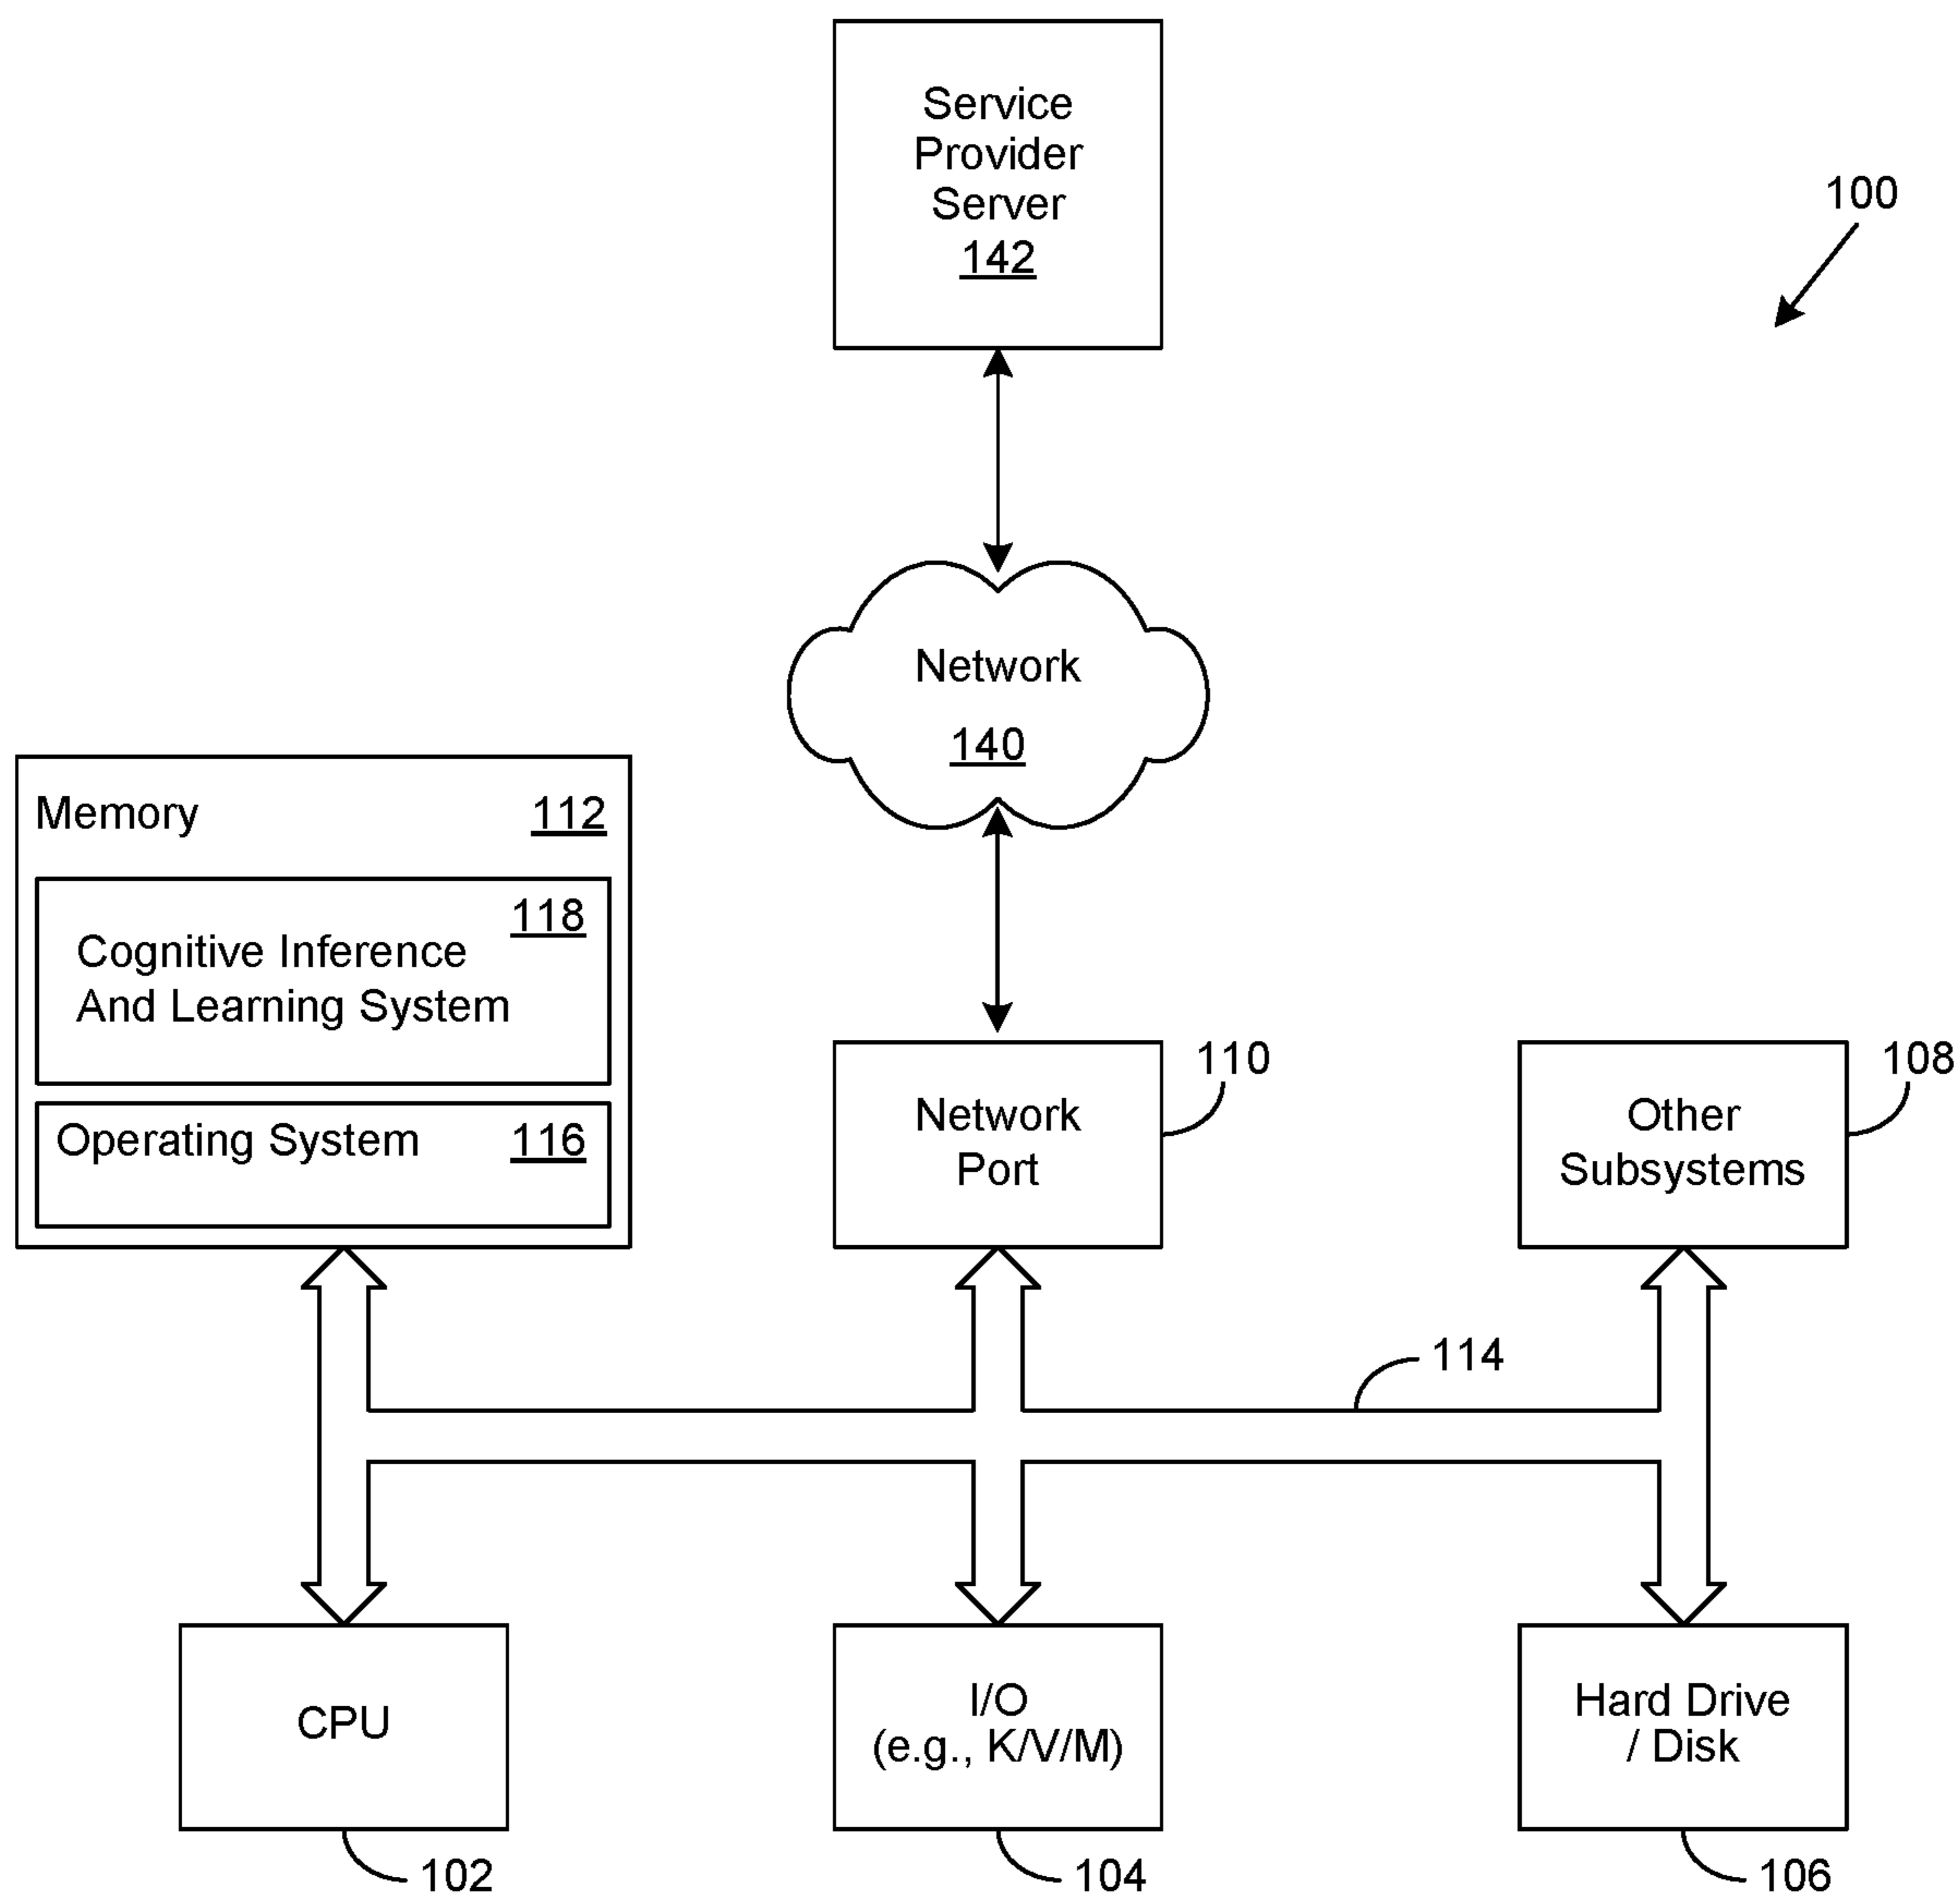 Service
Provider
Server
142
100
Network
140
Memory 112
118
Cognitive Inference
And Learning System
Operating System 116
Network
Port
110
Other
Subsystems
108
114
CPU
102
I/O
(e.g., K/V/M)
104
Hard Drive
/ Disk
106